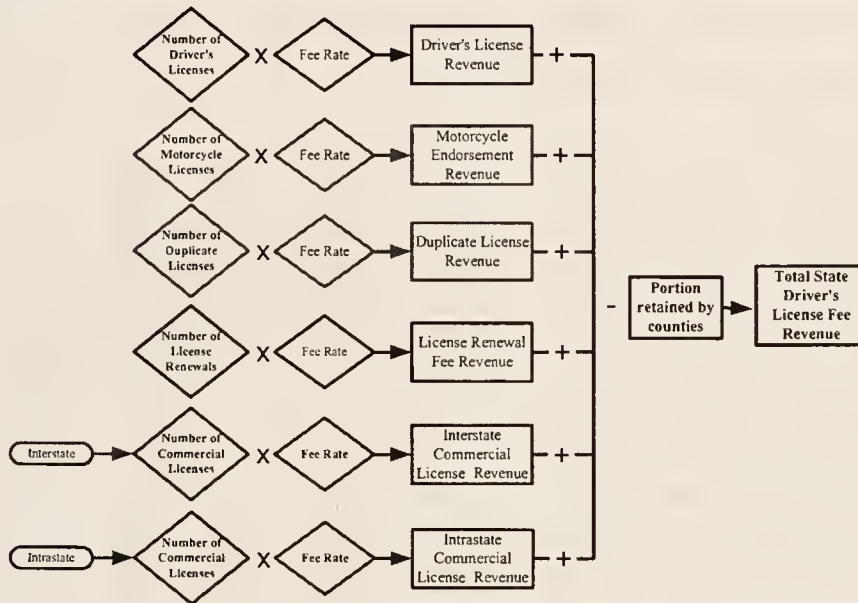 Number of
Driver's
Licenses
X
Fee Rate
Driver's License
Revenue
+
Number of
Motorcycle
Licenses
X
Fee Rate
Motorcycle
Endorsement
Revenue
+
Number of
Duplicate
Licenses
X
Fee Rate
Duplicate License
Revenue
+
-
Portion
retained by
counties
Total State
Driver's
License Fee
Revenue
Number of
License
Renewals
X
Fee Rate
License Renewal
Fee Revenue
+
Interstate
Number of
Commercial
Licenses
X
Fee Rate
Interstate
Commercial
License Revenue
+
Intrastate
Number of
Commercial
Licenses
X
Fee Rate
Intrastate
Commercial
License Revenue
+